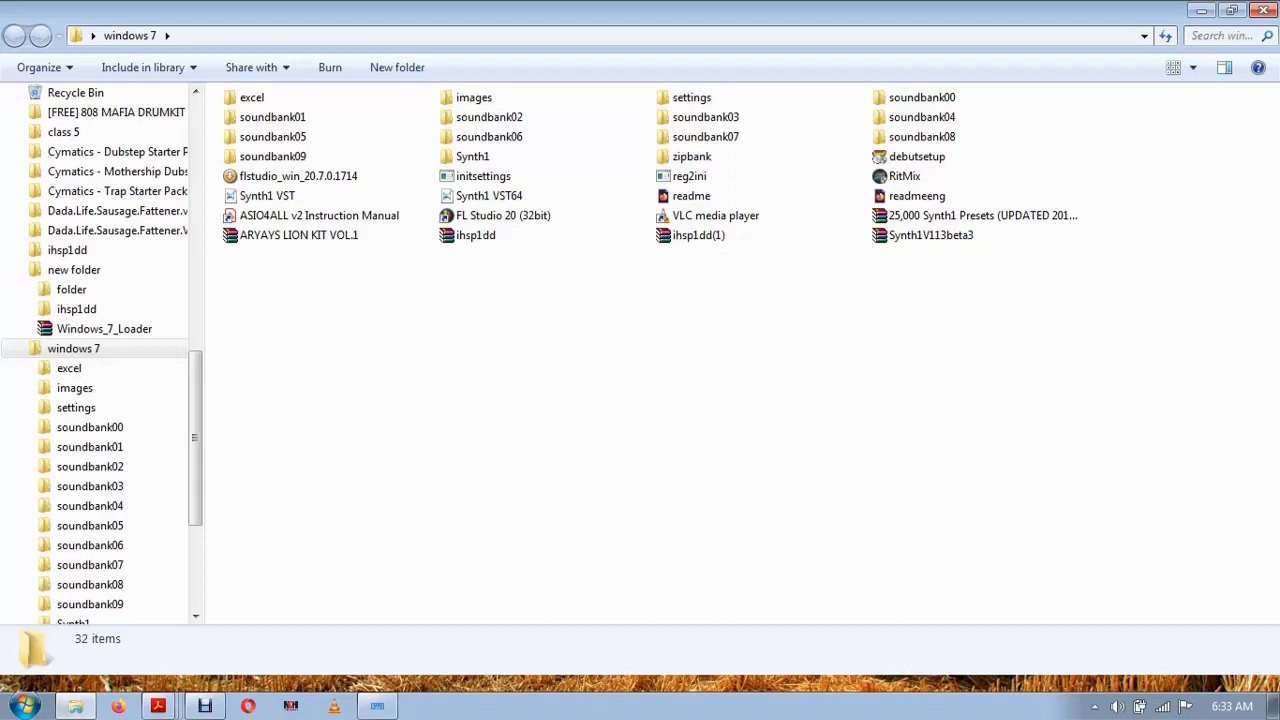 windows 7
Search win...
Organize
Include in library
Share with
Burn
New folder
Recycle Bin
[FREE] 808 MAFIA DRUMKIT
class 5
Cymatics - Dubstep Starter P
Cymatics - Mothership Dubs
Cymatics - Trap Starter Pack
Dada.Life.Sausage.Fattener.v
Dada.Life.Sausage.Fattener.v
ihsp1dd
new folder
folder
ihsp1dd
Windows_7_Loader
windows 7
excel
images
settings
soundbank00
soundbank01
soundbank02
soundbank03
soundbank04
soundbank05
soundbank06
soundbank07
soundbank08
soundbank09
Synth1
excel images settings soundbank00
soundbank01 soundbank02 soundbank03 soundbank04
soundbank05 soundbank06 soundbank07 soundbank08
soundbank09 Synth1 zipbank debutsetup
flstudio_win_20.7.0.1714 initsettings reg2ini RitMix
Synth1 VST Synth1 VST64 readme readmeeng
ASIO4ALL v2 Instruction Manual FL Studio 20 (32bit) VLC media player 25,000 Synth1 Presets (UPDATED 201...
ARYAYS LION KIT VOL.1 ihsp1dd ihsp1dd(1) Synth1V113beta3
32 items
6:33 AM